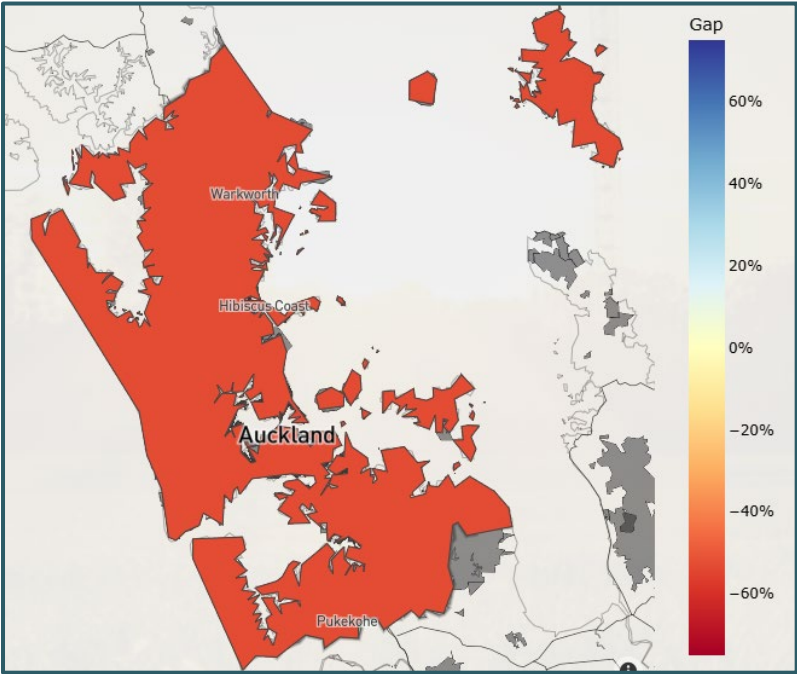 Gap
60%
40%
20%
0%
−20%
−40%
−60%
Warkworth
Hibiscus Coast
Auckland
Pukekohe